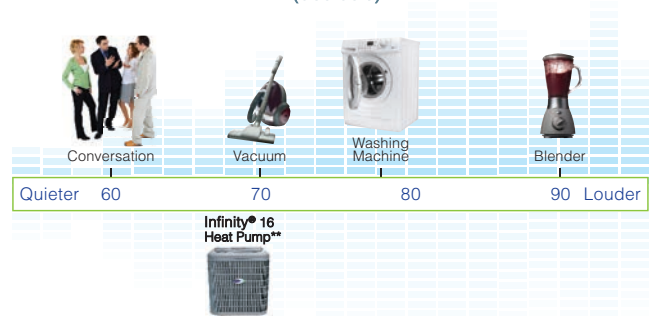 Conversation
Vacuum
Washing
Machine
Blender
Quieter 60 70 80 90 Louder
Infinity® 16
Heat Pump**